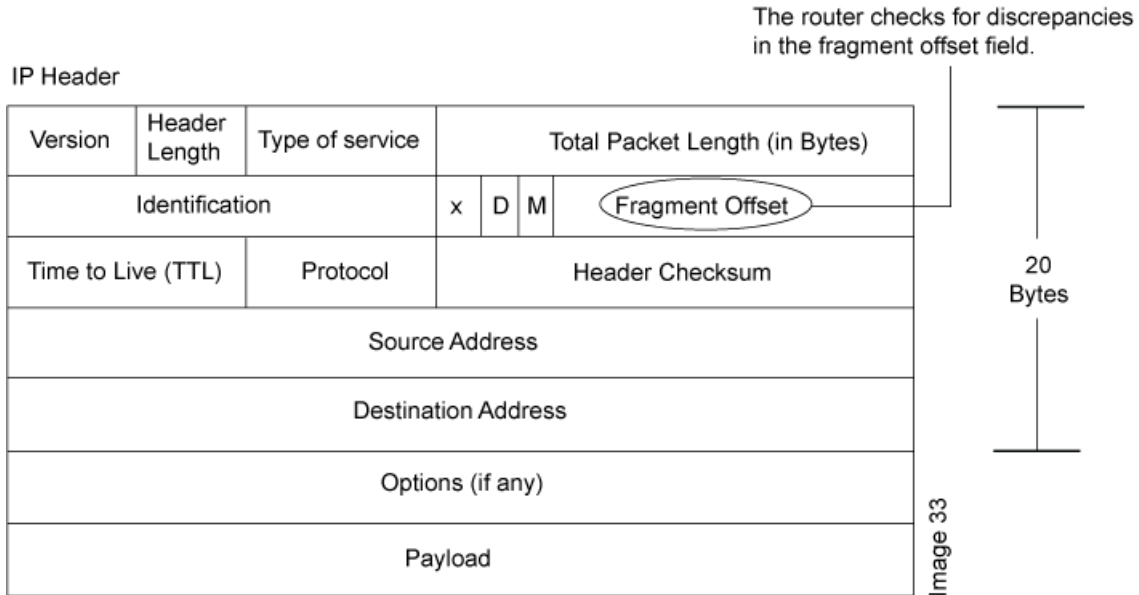 The router checks for discrepancies
in the fragment offset field.
IP Header
Version
Header
Length
Type of service
Total Packet Length (in Bytes)
Identification
x
D
M
Fragment Offset
Time to Live (TTL)
Protocol
Header Checksum
20
Bytes
Source Address
Destination Address
Options (if any)
Payload
Image 33